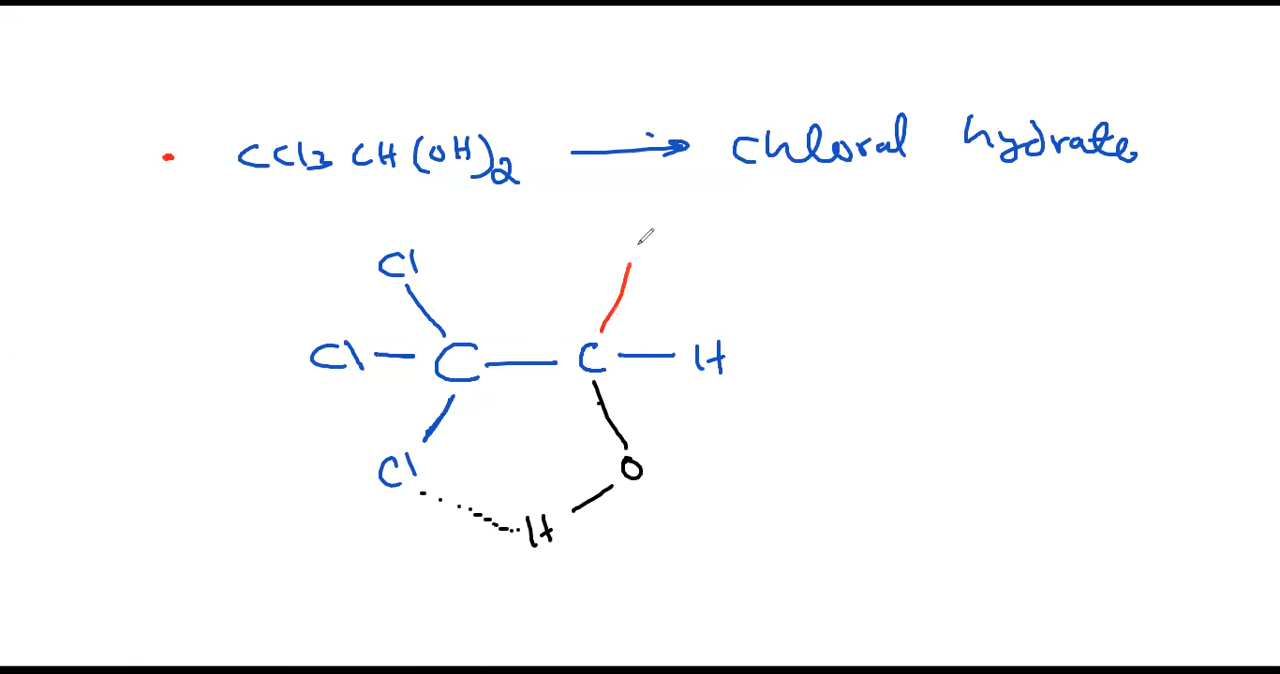 CCl3 CH (OH)2 → Chloral hydrate
Cl
Cl - C - C - H
Cl O
H